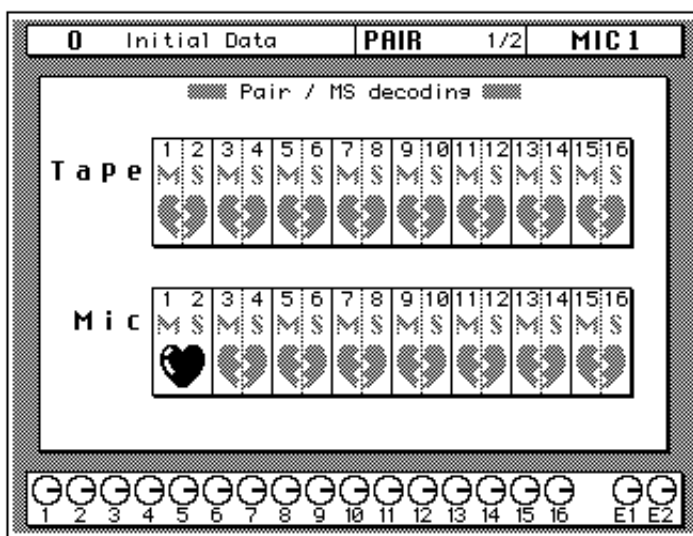 0 Initial Data PAIR 1/2 MIC 1
Pair / MS decoding
1 2 3 4 5 6 7 8 9 10 11 12 13 14 15 16
Tape M S M S M S M S M S M S M S M S
1 2 3 4 5 6 7 8 9 10 11 12 13 14 15 16
Mic M S M S M S M S M S M S M S M S
1 2 3 4 5 6 7 8 9 10 11 12 13 14 15 16 E1 E2